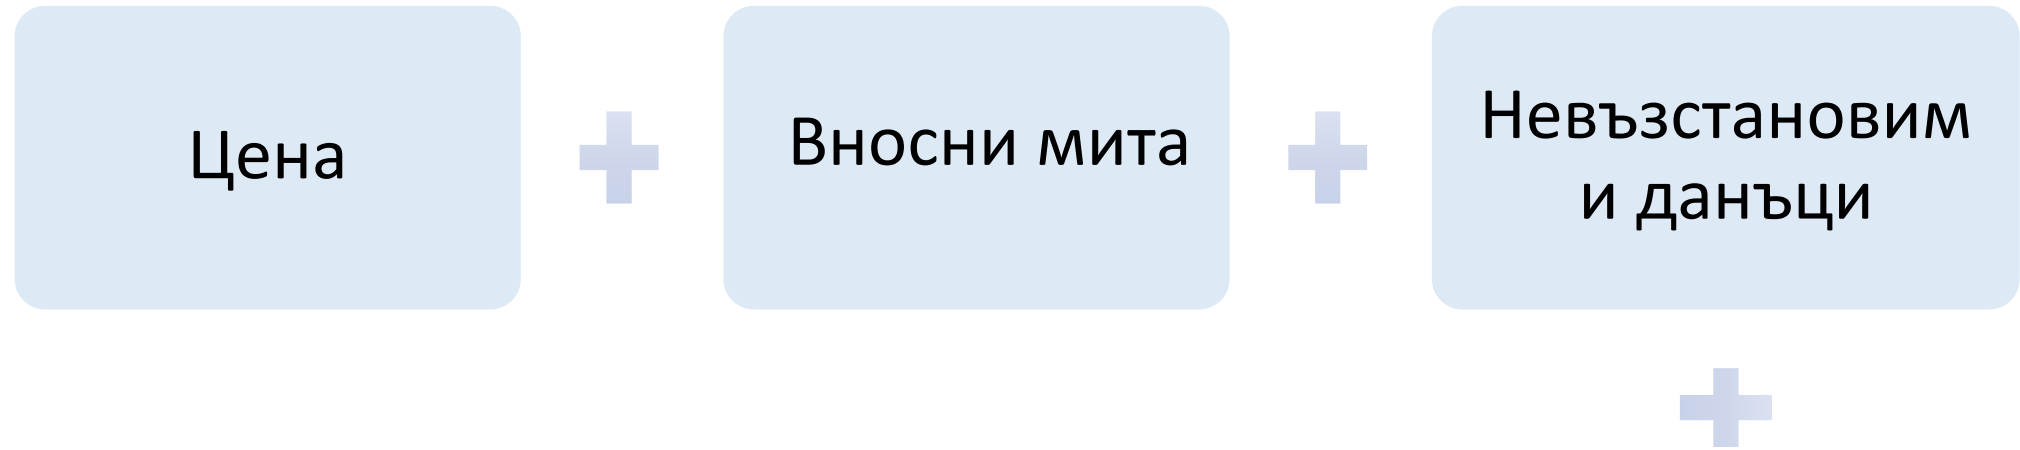 Цена
Вносни мита
Невъзстановим
и данъци